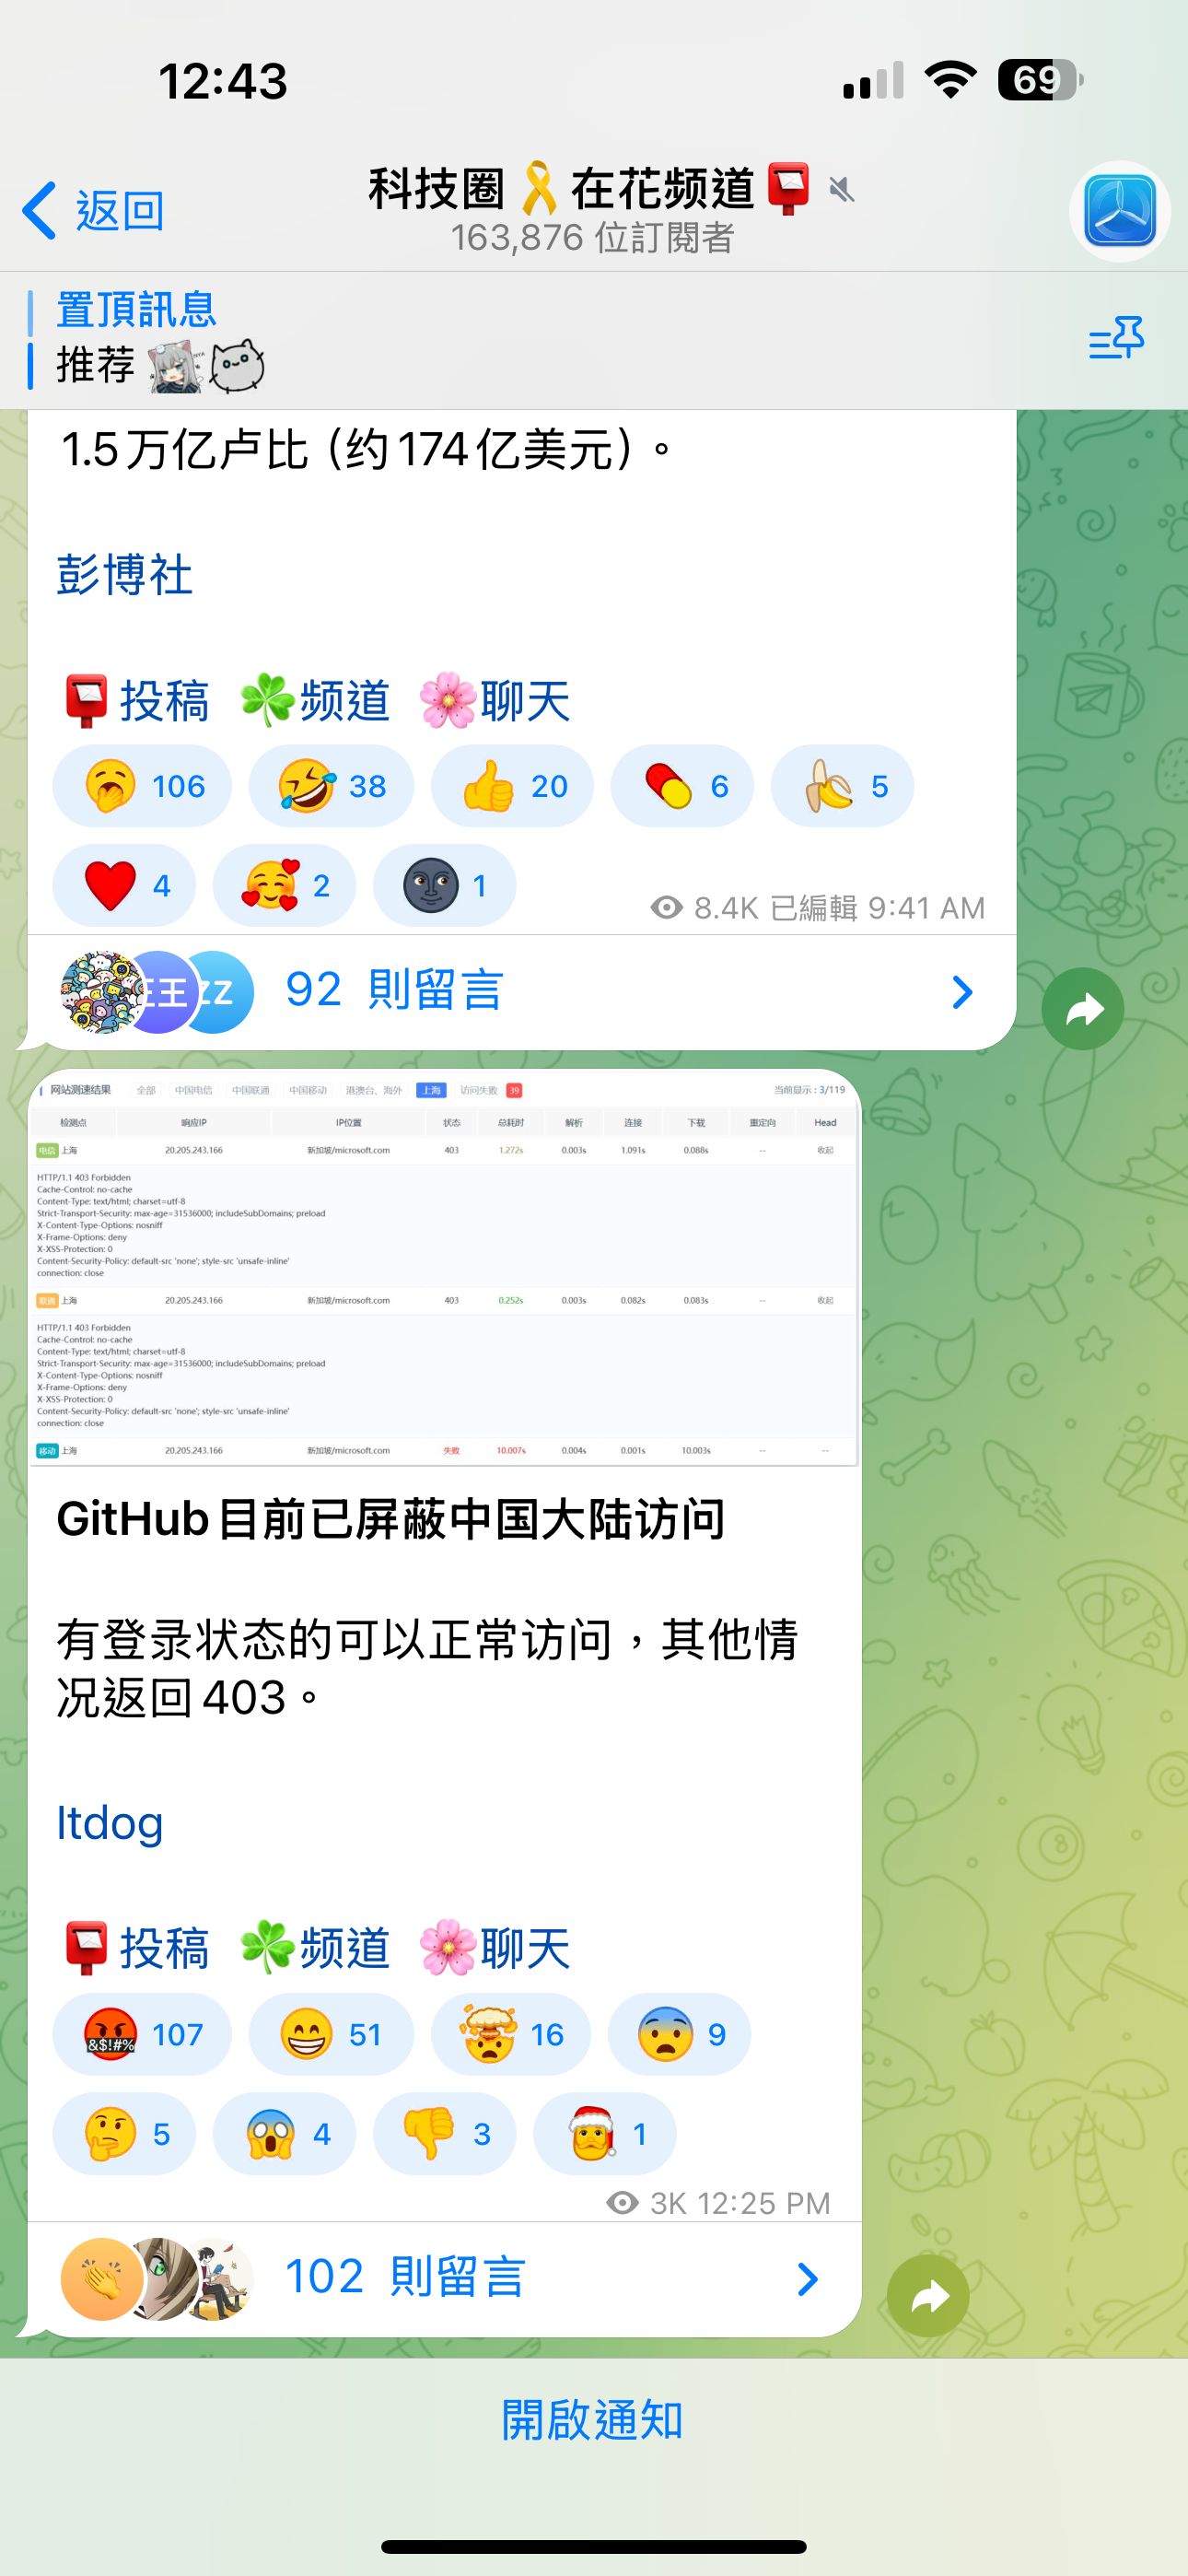 12:43
69
返回
科技圈🎗在花频道📮
163,876 位訂閱者
置頂訊息
推荐
1.5万亿卢比（约174亿美元）。
彭博社
📮投稿 ☘️频道 🌸聊天
🥱 106 🤣 38 👍 20 💊 6 🍌 5
❤️ 4 🥰 2 🌚 1
8.4K 已編輯 9:41 AM
92 則留言
网站测速结果 全部 中国电信 中国联通 中国移动 港澳台、海外 上海 访问失败 39 当前显示：3/119
检测点 响应IP IP位置 状态 总耗时 解析 连接 下载 重定向 Head
电信 上海 20.205.243.166 新加坡/microsoft.com 403 1.272s 0.003s 1.091s 0.088s -- 收起
HTTP/1.1 403 Forbidden
Cache-Control: no-cache
Content-Type: text/html; charset=utf-8
Strict-Transport-Security: max-age=31536000; includeSubDomains; preload
X-Content-Type-Options: nosniff
X-Frame-Options: deny
X-XSS-Protection: 0
Content-Security-Policy: default-src 'none'; style-src 'unsafe-inline'
connection: close
联通 上海 20.205.243.166 新加坡/microsoft.com 403 0.252s 0.003s 0.082s 0.083s -- 收起
HTTP/1.1 403 Forbidden
Cache-Control: no-cache
Content-Type: text/html; charset=utf-8
Strict-Transport-Security: max-age=31536000; includeSubDomains; preload
X-Content-Type-Options: nosniff
X-Frame-Options: deny
X-XSS-Protection: 0
Content-Security-Policy: default-src 'none'; style-src 'unsafe-inline'
connection: close
移动 上海 20.205.243.166 新加坡/microsoft.com 失败 10.007s 0.004s 0.001s 10.003s -- --
GitHub目前已屏蔽中国大陆访问
有登录状态的可以正常访问，其他情
况返回403。
Itdog
📮投稿 ☘️频道 🌸聊天
🤬 107 😁 51 🤯 16 😨 9
🤔 5 😱 4 👎 3 🎅 1
3K 12:25 PM
102 則留言
開啟通知